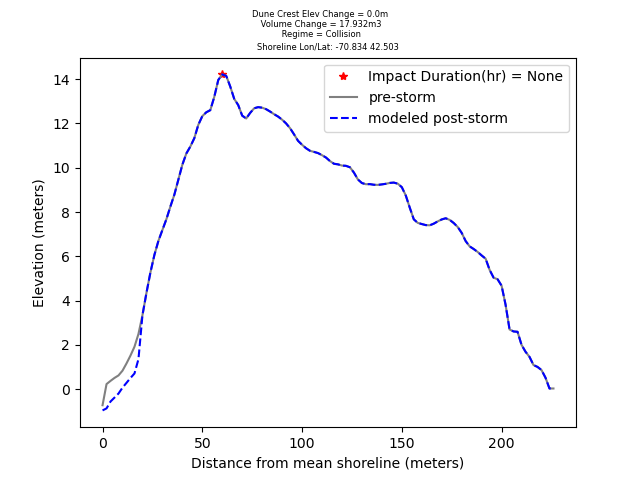 Dune Crest Elev Change = 0.0m
Volume Change = 17.932m3
Regime = Collision
Shoreline Lon/Lat: -70.834 42.503
Impact Duration(hr) = None
pre-storm
modeled post-storm
Elevation (meters)
14
12
10
8
6
4
2
0
0 50 100 150 200
Distance from mean shoreline (meters)